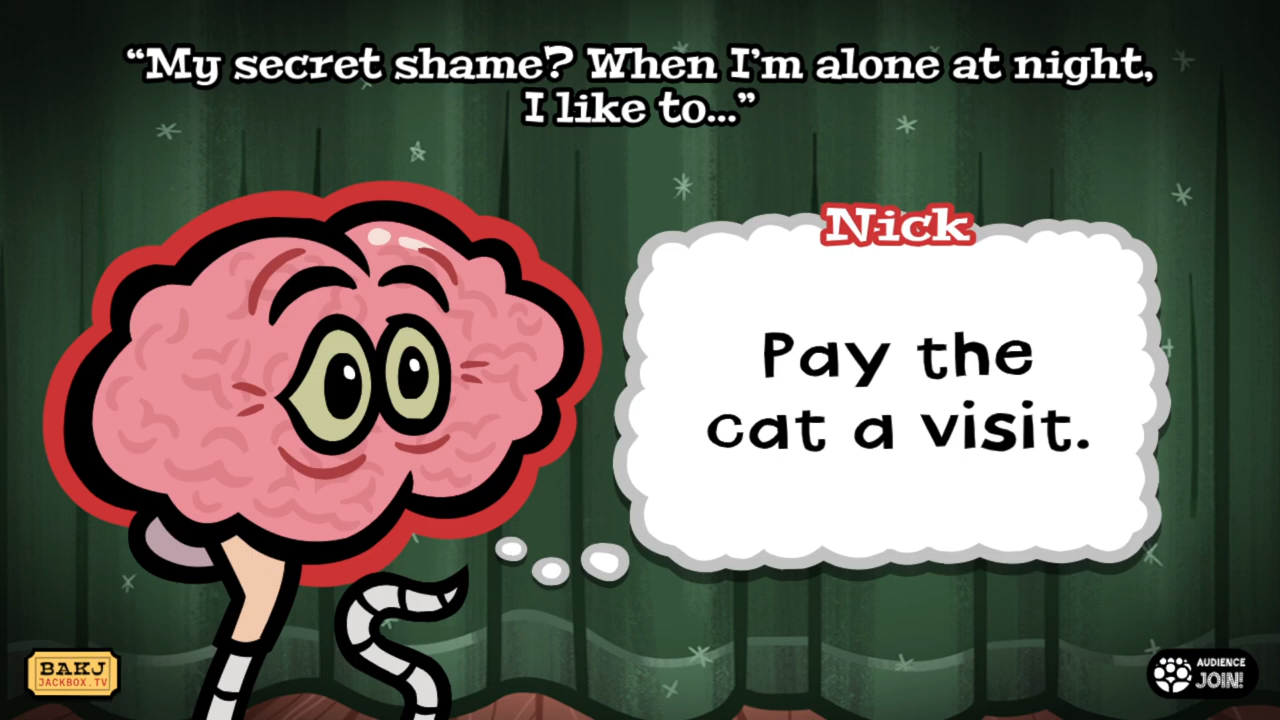 “My secret shame? When I’m alone at night,
I like to...”
Nick
Pay the
cat a visit.
BAKJ
JACKBOX.TV
AUDIENCE
JOIN!